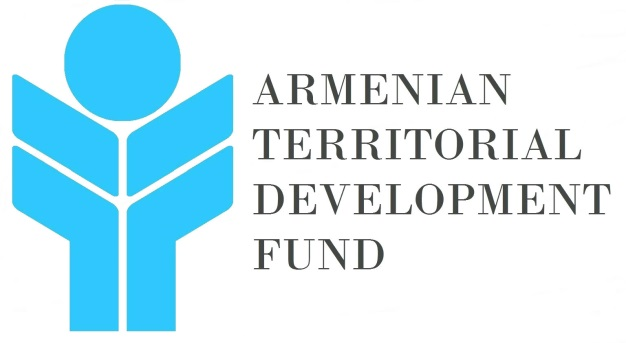 ARMENIAN
TERRITORIAL
DEVELOPMENT
FUND